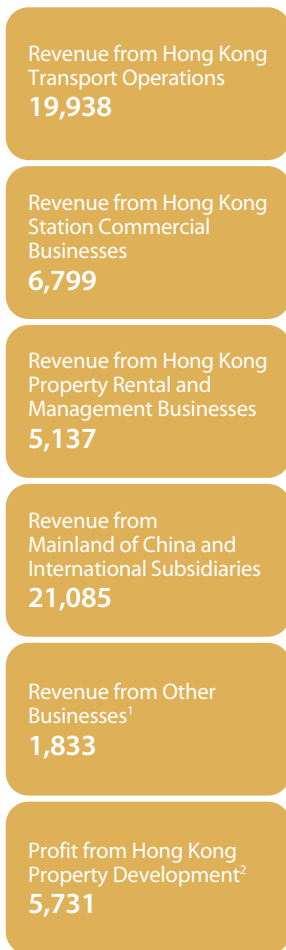 Revenue from Hong Kong
Transport Operations
19,938
Revenue from Hong Kong
Station Commercial
Businesses
6,799
Revenue from Hong Kong
Property Rental and
Management Businesses
5,137
Revenue from
Mainland of China and
International Subsidiaries
21,085
Revenue from Other
Businesses¹
1,833
Profit from Hong Kong
Property Development²
5,731